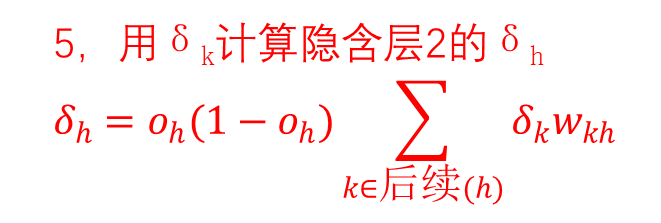 5，用δₖ计算隐含层2的δₕ
δₕ = oₕ(1 − oₕ) ∑ δₖwₖₕ
k∈后续(h)